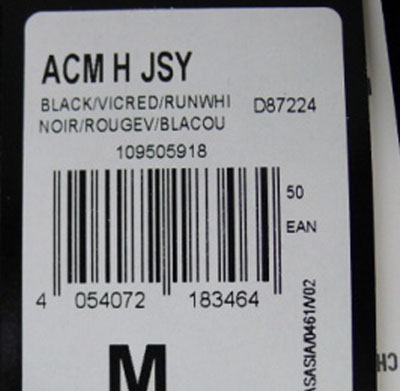 ACM H JSY
BLACK/VICRED/RUNWHI D87224
NOIR/ROUGEV/BLACOU
109505918
50
EAN
4 054072 183464
M